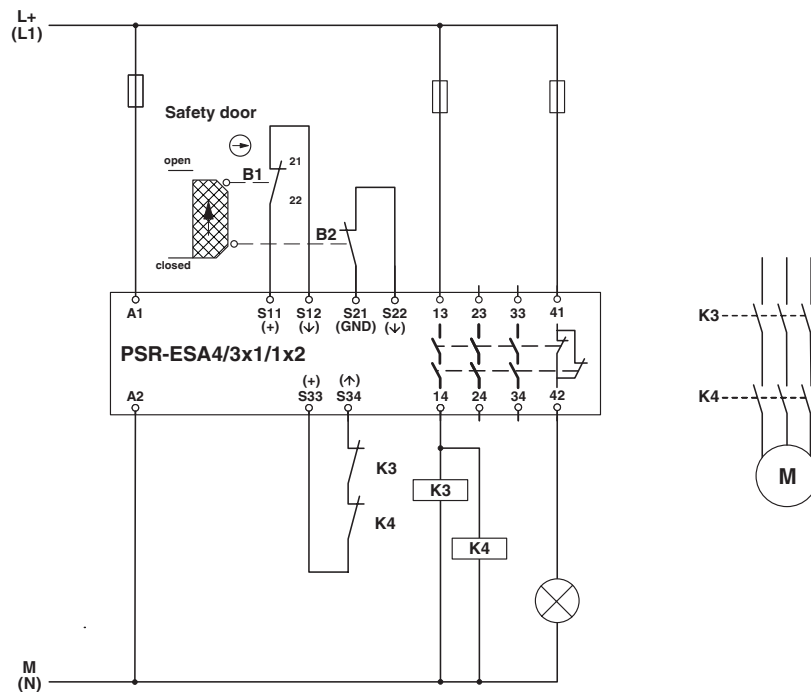 L+
(L1)
Safety door
open
B1
21
22
B2
closed
A1
S11
(+)
S12
(↓)
S21
(GND)
S22
(↓)
13
23
33
41
PSR-ESA4/3x1/1x2
A2
(+)
S33
(↑)
S34
14
24
34
42
K3
K4
K3
K4
K3
K4
M
M
(N)